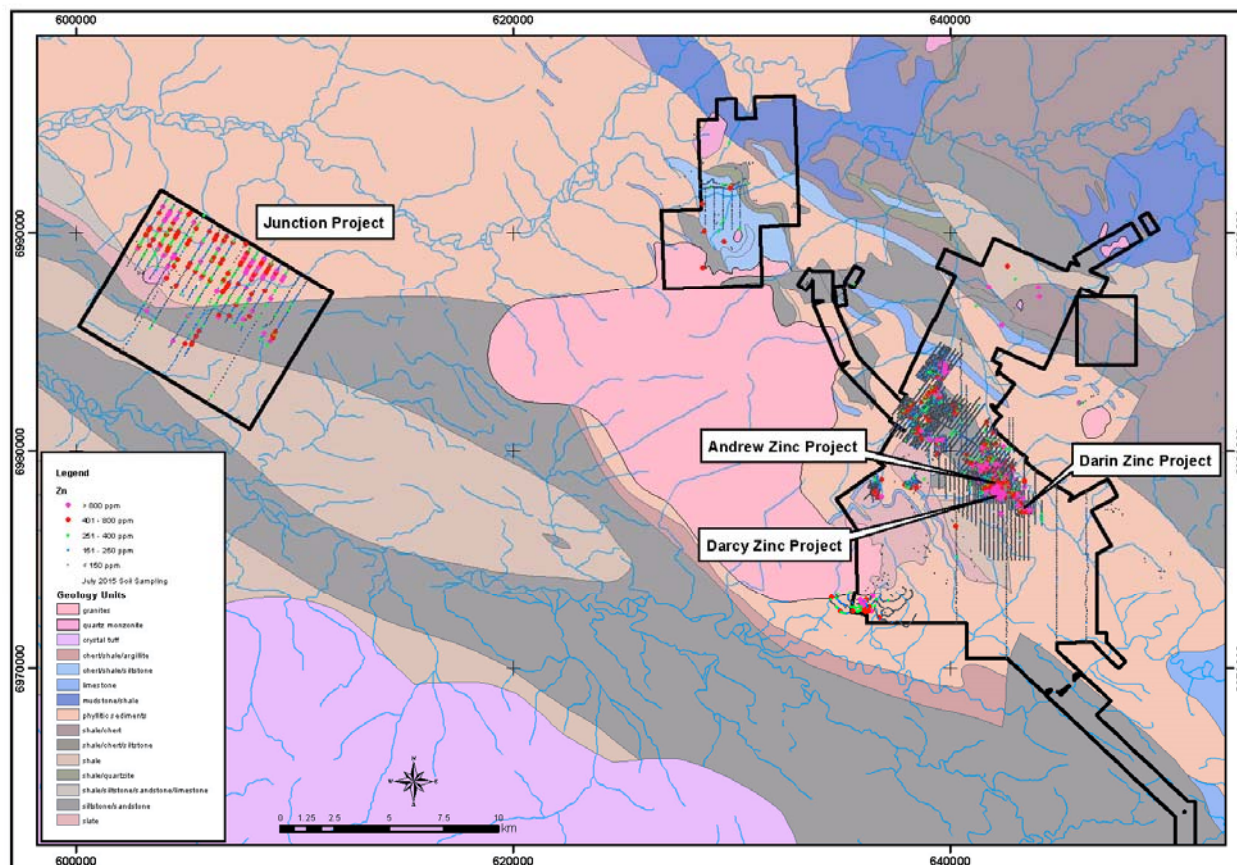 600000 620000 640000
Junction Project
Andrew Zinc Project
Darin Zinc Project
Darcy Zinc Project
Legend
Zn
> 800 ppm
401 - 800 ppm
251 - 400 ppm
151 - 250 ppm
< 150 ppm
July 2015 Soil Sampling
Geology Units
granites
quartz monzonite
crystal tuff
chert/shale/argillite
chert/shale/siltstone
limestone
mudstone/shale
phyllitic sediments
shale/chert
shale/chert/siltstone
shale
shale/quartzite
shale/siltstone/sandstone/limestone
siltstone/sandstone
slate
0 1.25 2.5 5 7.5 10
km
600000 620000 640000